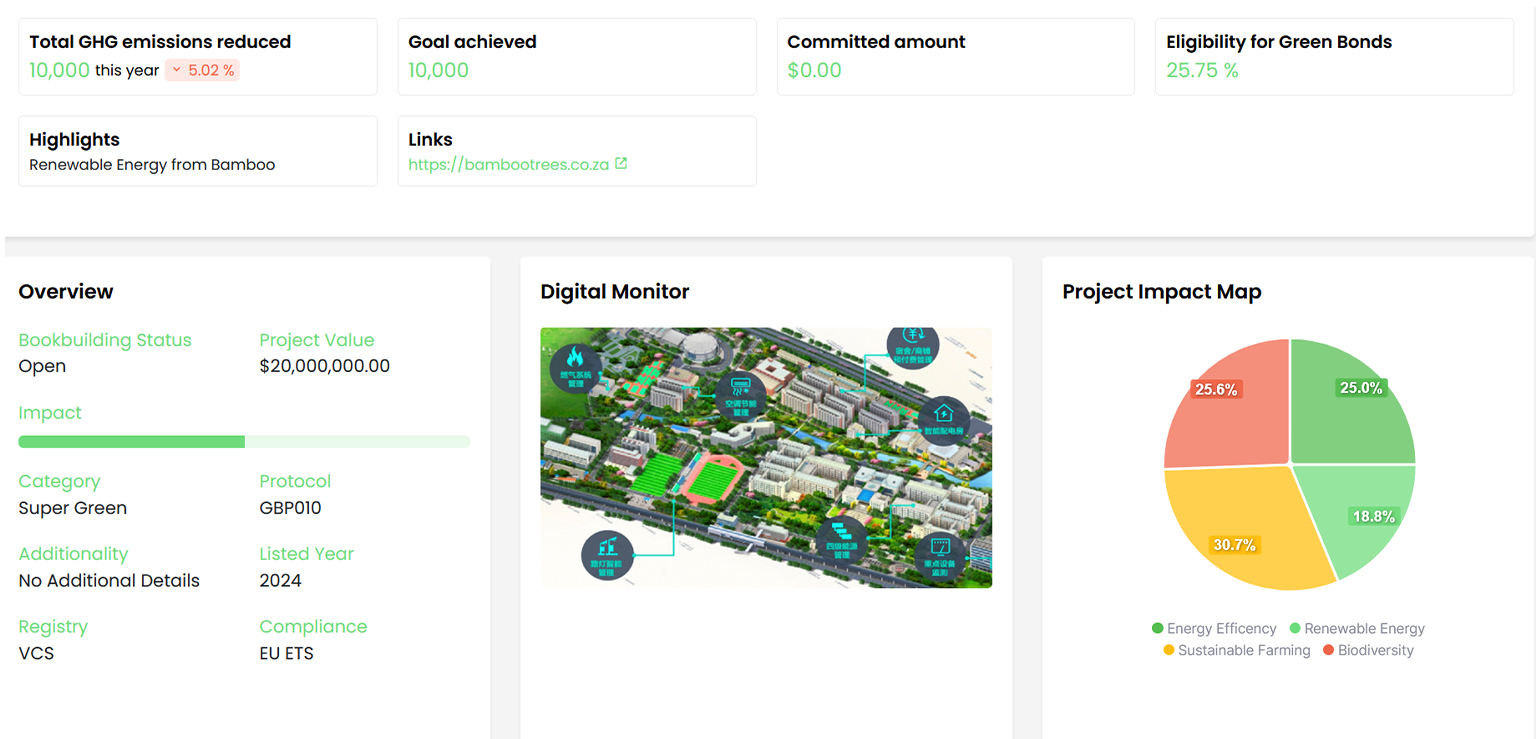 Total GHG emissions reduced
10,000 this year 5.02 %
Goal achieved
10,000
Committed amount
$0.00
Eligibility for Green Bonds
25.75 %
Highlights
Renewable Energy from Bamboo
Links
https://bambootrees.co.za
Overview
Bookbuilding Status
Open
Project Value
$20,000,000.00
Impact
Category
Super Green
Protocol
GBP010
Additionality
No Additional Details
Listed Year
2024
Registry
VCS
Compliance
EU ETS
Digital Monitor
燃气系统
管理
空调节能
管理
宿舍/商铺
预付费管理
智能配电房
路灯智能
管理
四级能源
管理
重点设备
监测
Project Impact Map
25.6%
25.0%
18.8%
30.7%
Energy Efficency
Renewable Energy
Sustainable Farming
Biodiversity